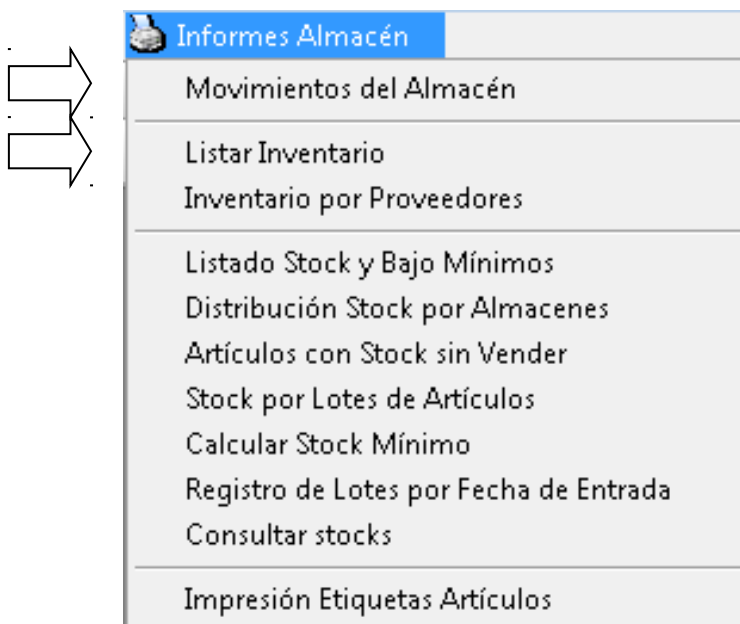 Informes Almacén
Movimientos del Almacén
Listar Inventario
Inventario por Proveedores
Listado Stock y Bajo Mínimos
Distribución Stock por Almacenes
Artículos con Stock sin Vender
Stock por Lotes de Artículos
Calcular Stock Mínimo
Registro de Lotes por Fecha de Entrada
Consultar stocks
Impresión Etiquetas Artículos